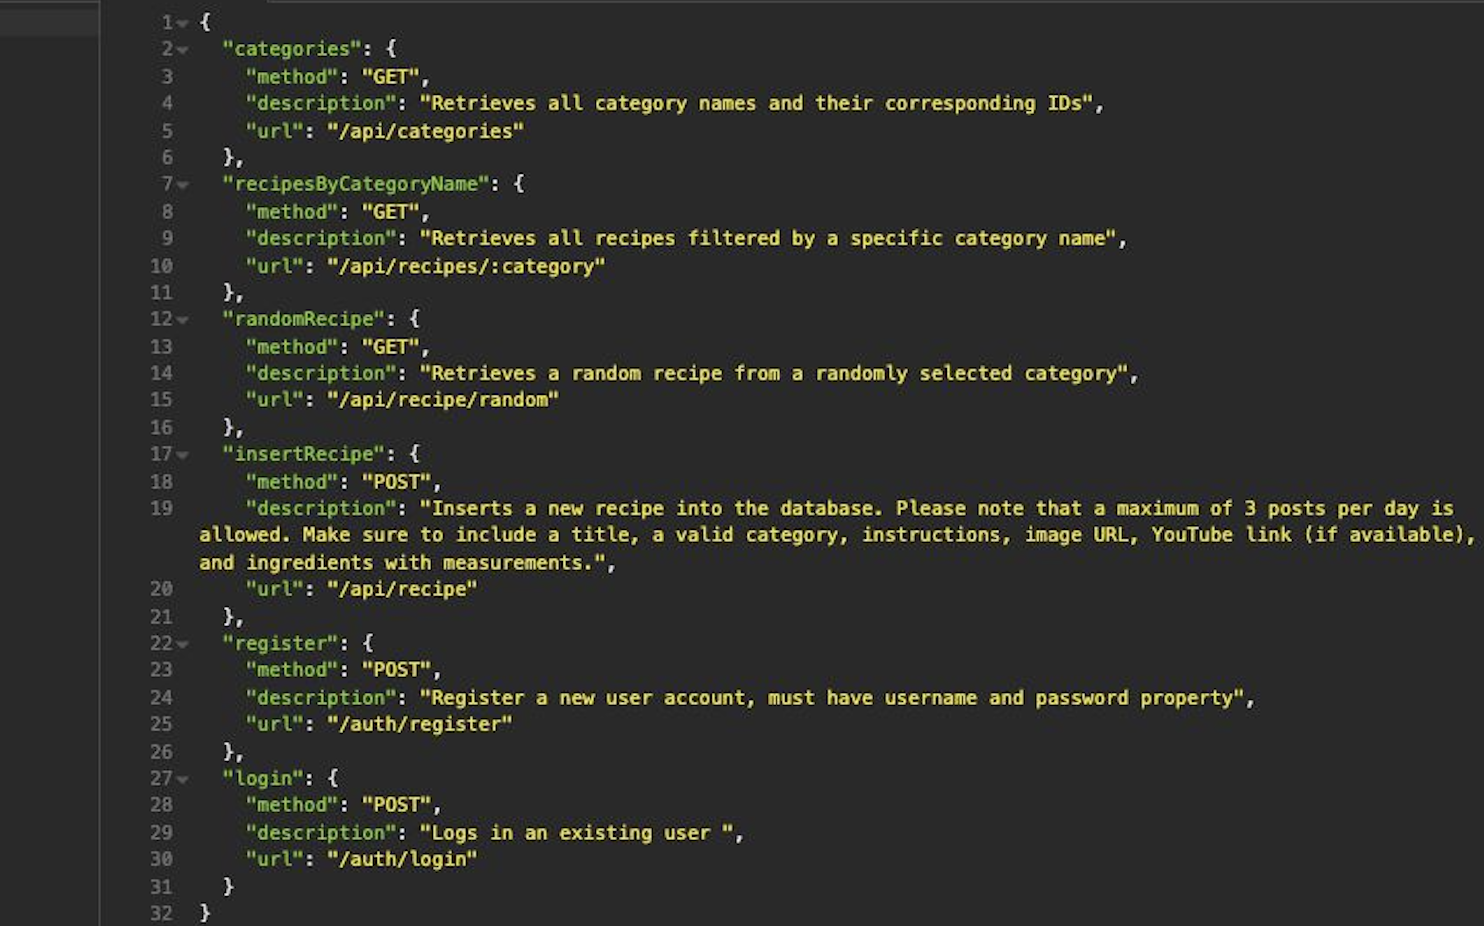 1 {
2 "categories": {
3 "method": "GET",
4 "description": "Retrieves all category names and their corresponding IDs",
5 "url": "/api/categories"
6 },
7 "recipesByCategoryName": {
8 "method": "GET",
9 "description": "Retrieves all recipes filtered by a specific category name",
10 "url": "/api/recipes/:category"
11 },
12 "randomRecipe": {
13 "method": "GET",
14 "description": "Retrieves a random recipe from a randomly selected category",
15 "url": "/api/recipe/random"
16 },
17 "insertRecipe": {
18 "method": "POST",
19 "description": "Inserts a new recipe into the database. Please note that a maximum of 3 posts per day is
allowed. Make sure to include a title, a valid category, instructions, image URL, YouTube link (if available),
and ingredients with measurements.",
20 "url": "/api/recipe"
21 },
22 "register": {
23 "method": "POST",
24 "description": "Register a new user account, must have username and password property",
25 "url": "/auth/register"
26 },
27 "login": {
28 "method": "POST",
29 "description": "Logs in an existing user ",
30 "url": "/auth/login"
31 }
32 }